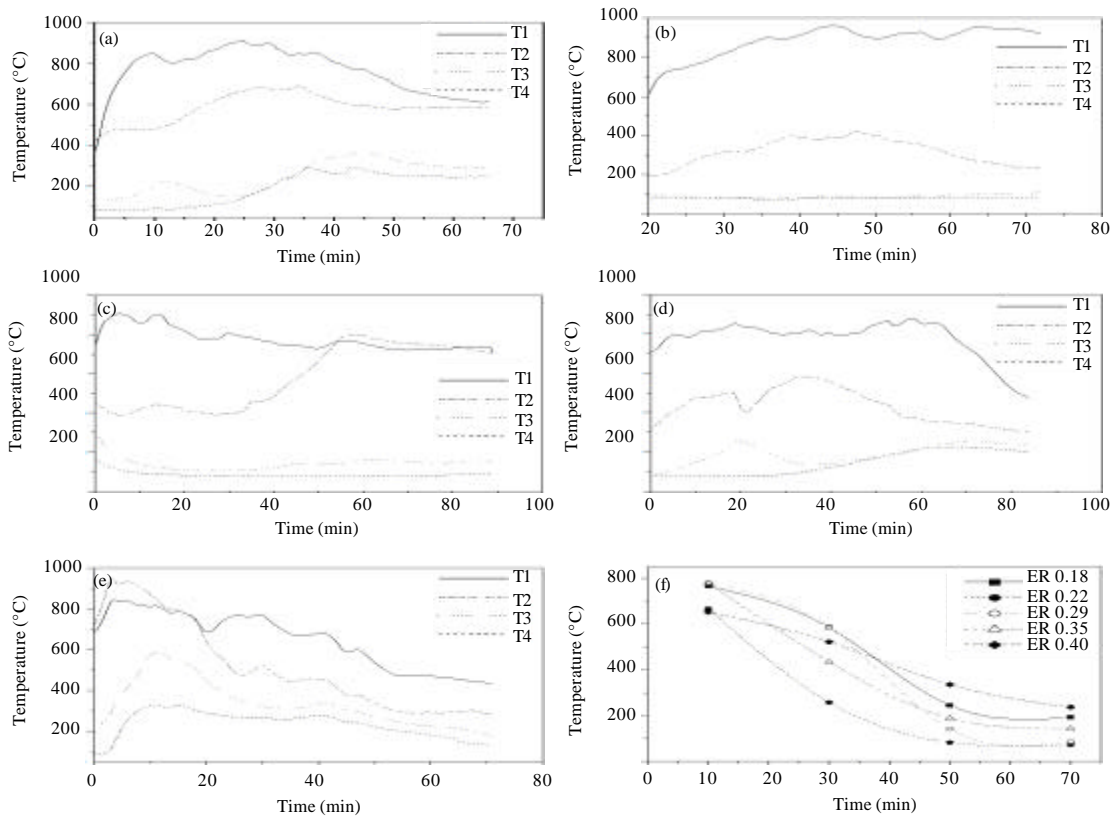 (a)
1000
800
600
400
200
Temperature (°C)
0 10 20 30 40 50 60 70
Time (min)
T1
T2
T3
T4
(b)
1000
800
600
400
200
Temperature (°C)
20 30 40 50 60 70 80
Time (min)
T1
T2
T3
T4
(c)
1000
800
600
400
200
Temperature (°C)
0 20 40 60 80 100
Time (min)
T1
T2
T3
T4
(d)
1000
800
600
400
200
Temperature (°C)
0 20 40 60 80 100
Time (min)
T1
T2
T3
T4
(e)
1000
800
600
400
200
Temperature (°C)
0 20 40 60 80
Time (min)
T1
T2
T3
T4
(f)
800
600
400
200
Temperature (°C)
0 10 20 30 40 50 60 70
Time (min)
ER 0.18
ER 0.22
ER 0.29
ER 0.35
ER 0.40